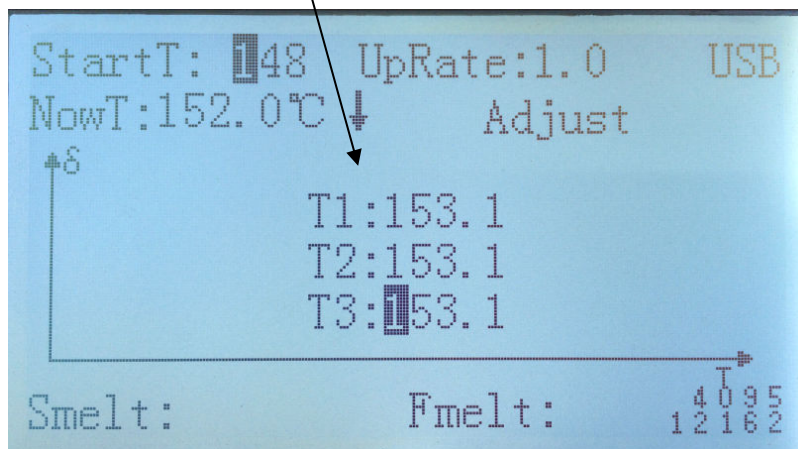 StartT: 148 UpRate:1.0 USB
NowT:152.0℃ ↓ Adjust
δ
T1:153.1
T2:153.1
T3:153.1
T
4095
Smelt: Fmelt: 12162